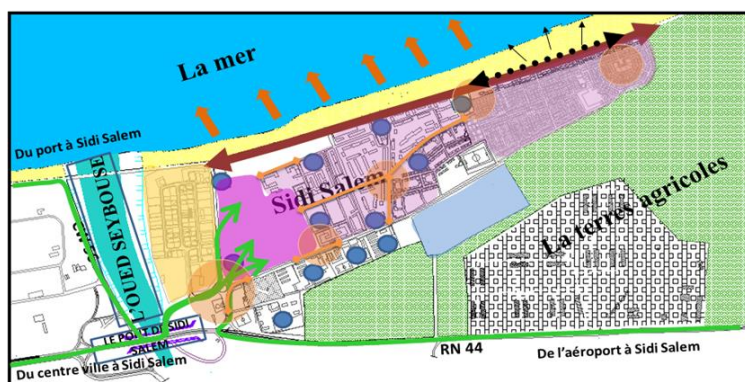 La mer
Du port à Sidi Salem
L'OUED SEYBOUSE
Sidi Salem
La terres agricoles
LE PONT DE SIDI
SALEM
Du centre ville à Sidi Salem
RN 44
De l'aéroport à Sidi Salem